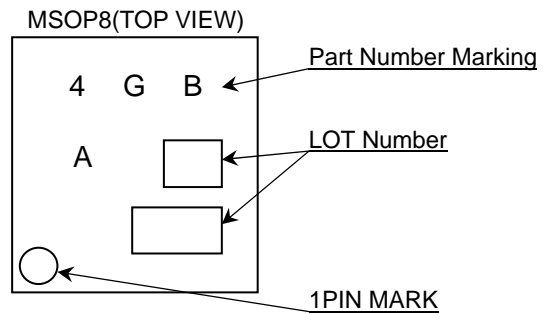 MSOP8(TOP VIEW)
4 G B
Part Number Marking
A
LOT Number
1PIN MARK